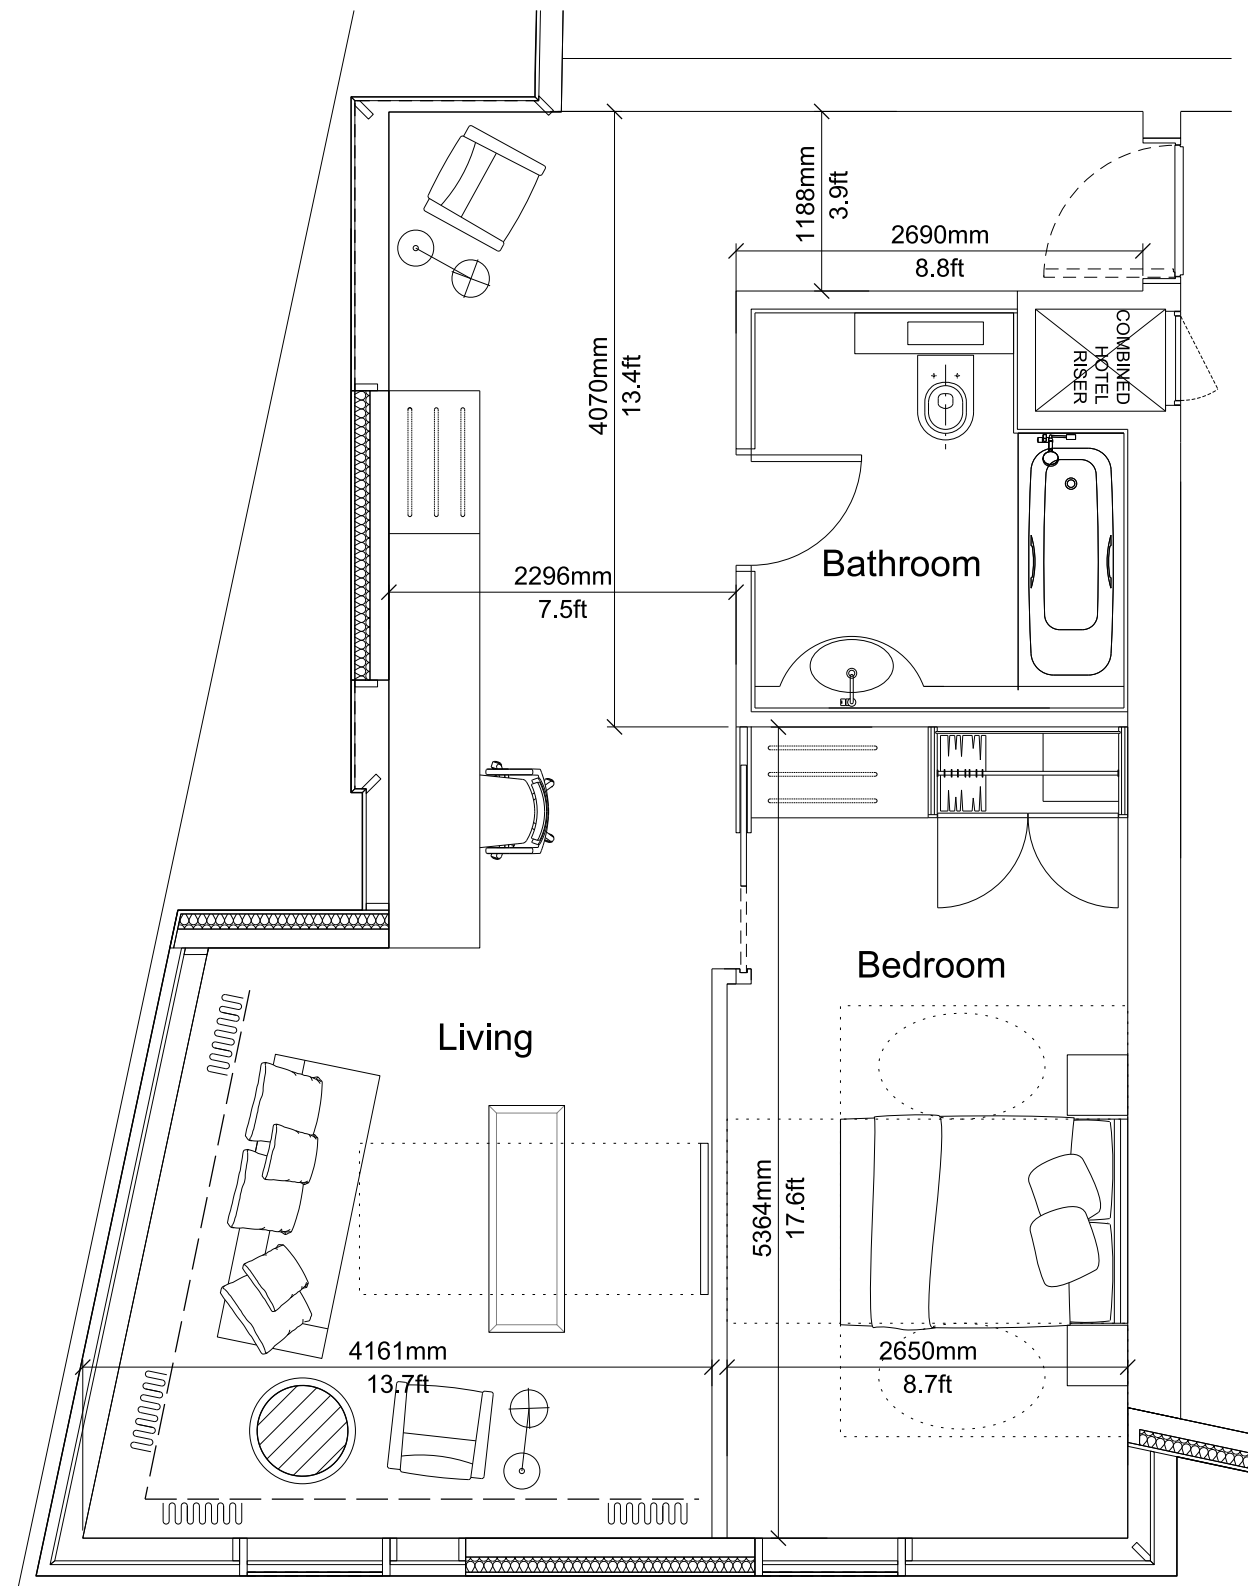 1188mm
3.9ft
2690mm
8.8ft
COMBINED
HOTEL
RISER
4070mm
13.4ft
Bathroom
2296mm
7.5ft
Bedroom
Living
5364mm
17.6ft
4161mm
13.7ft
2650mm
8.7ft